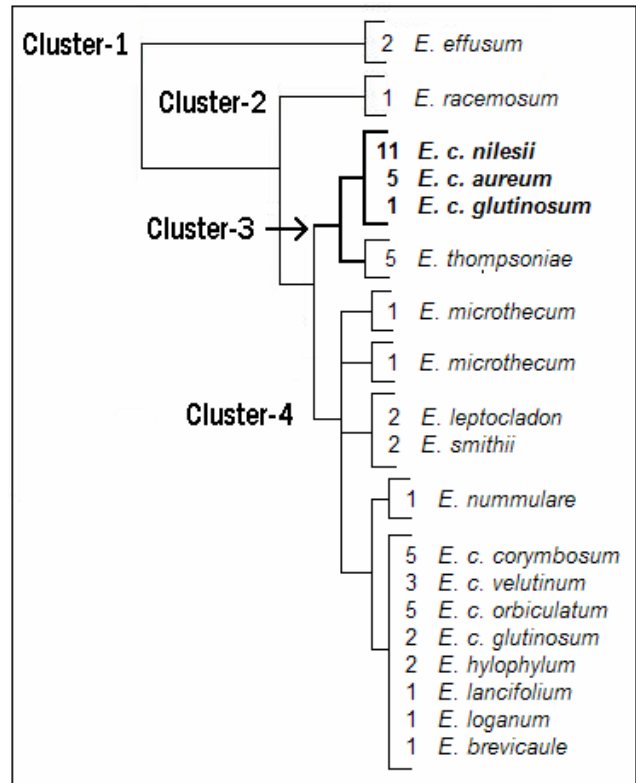 Cluster-1
2 E. effusum
Cluster-2
1 E. racemosum
11 E. c. nilesii
5 E. c. aureum
1 E. c. glutinosum
Cluster-3
5 E. thompsoniae
1 E. microthecum
1 E. microthecum
Cluster-4
2 E. leptocladon
2 E. smithii
1 E. nummulare
5 E. c. corymbosum
3 E. c. velutinum
5 E. c. orbiculatum
2 E. c. glutinosum
2 E. hylophylum
1 E. lancifolium
1 E. loganum
1 E. brevicaule